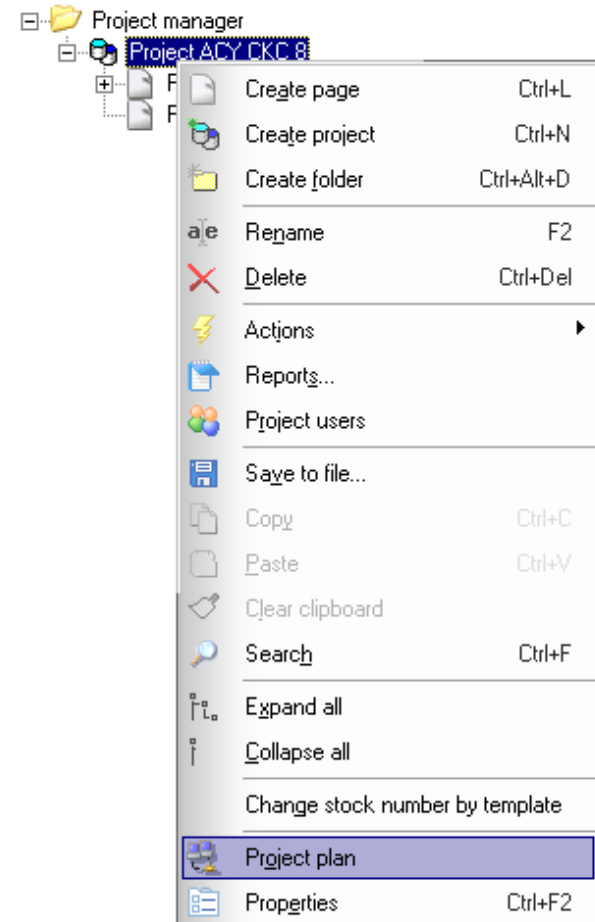 Project manager
Project ACY CKC 8
Create page Ctrl+L
Create project Ctrl+N
Create folder Ctrl+Alt+D
Rename F2
Delete Ctrl+Del
Actions
Reports...
Project users
Save to file...
Copy Ctrl+C
Paste Ctrl+V
Clear clipboard
Search Ctrl+F
Expand all
Collapse all
Change stock number by template
Project plan
Properties Ctrl+F2